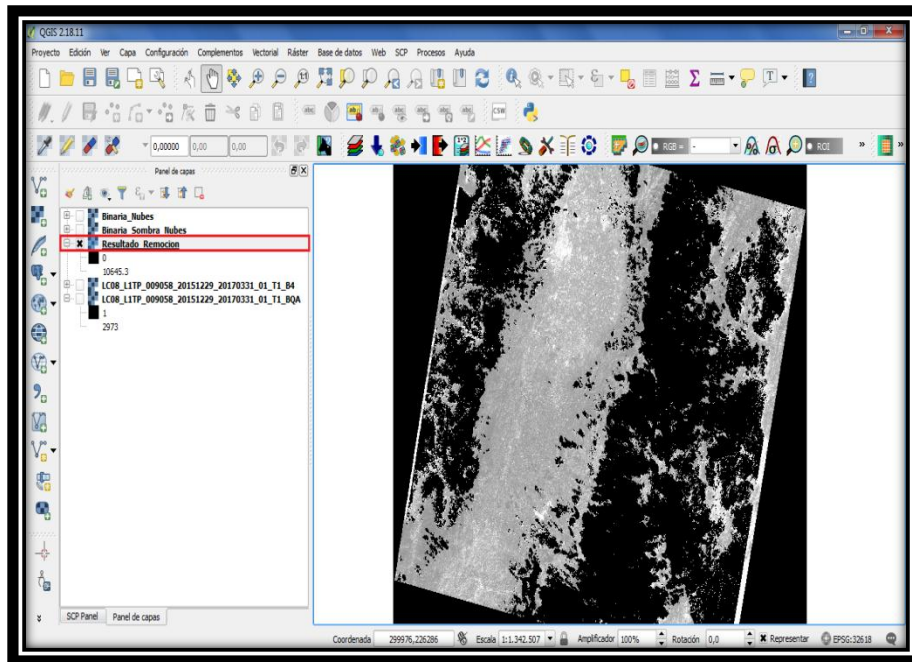 QGIS 2.18.11
Proyecto Edición Ver Capa Configuración Complementos Vectorial Ráster Base de datos Web SCP Procesos Ayuda
0,00000 0,00 0,00 RGB = - ROI
Panel de capas
Binaria_Nubes
Binaria_Sombra_Nubes
Resultado_Remocion
0
10645.3
LC08_L1TP_009058_20151229_20170331_01_T1_B4
LC08_L1TP_009058_20151229_20170331_01_T1_BQA
1
2973
SCP Panel Panel de capas
Coordenada 299976,226286 Escala 1:1.342.507 Amplificador 100% Rotación 0,0 Representar EPSG:32618